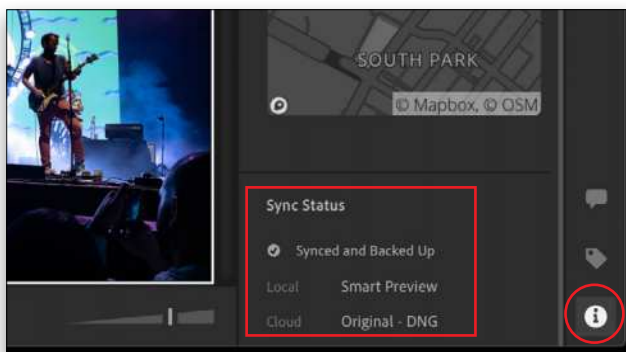 SOUTH PARK
© Mapbox, © OSM
Sync Status
Synced and Backed Up
Local Smart Preview
Cloud Original - DNG